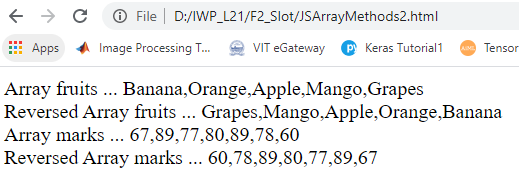 File | D:/IWP_L21/F2_Slot/JSArrayMethods2.html
Apps Image Processing T... VIT eGateway Keras Tutorial1 AIML Tensor
Array fruits ... Banana,Orange,Apple,Mango,Grapes
Reversed Array fruits ... Grapes,Mango,Apple,Orange,Banana
Array marks ... 67,89,77,80,89,78,60
Reversed Array marks ... 60,78,89,80,77,89,67